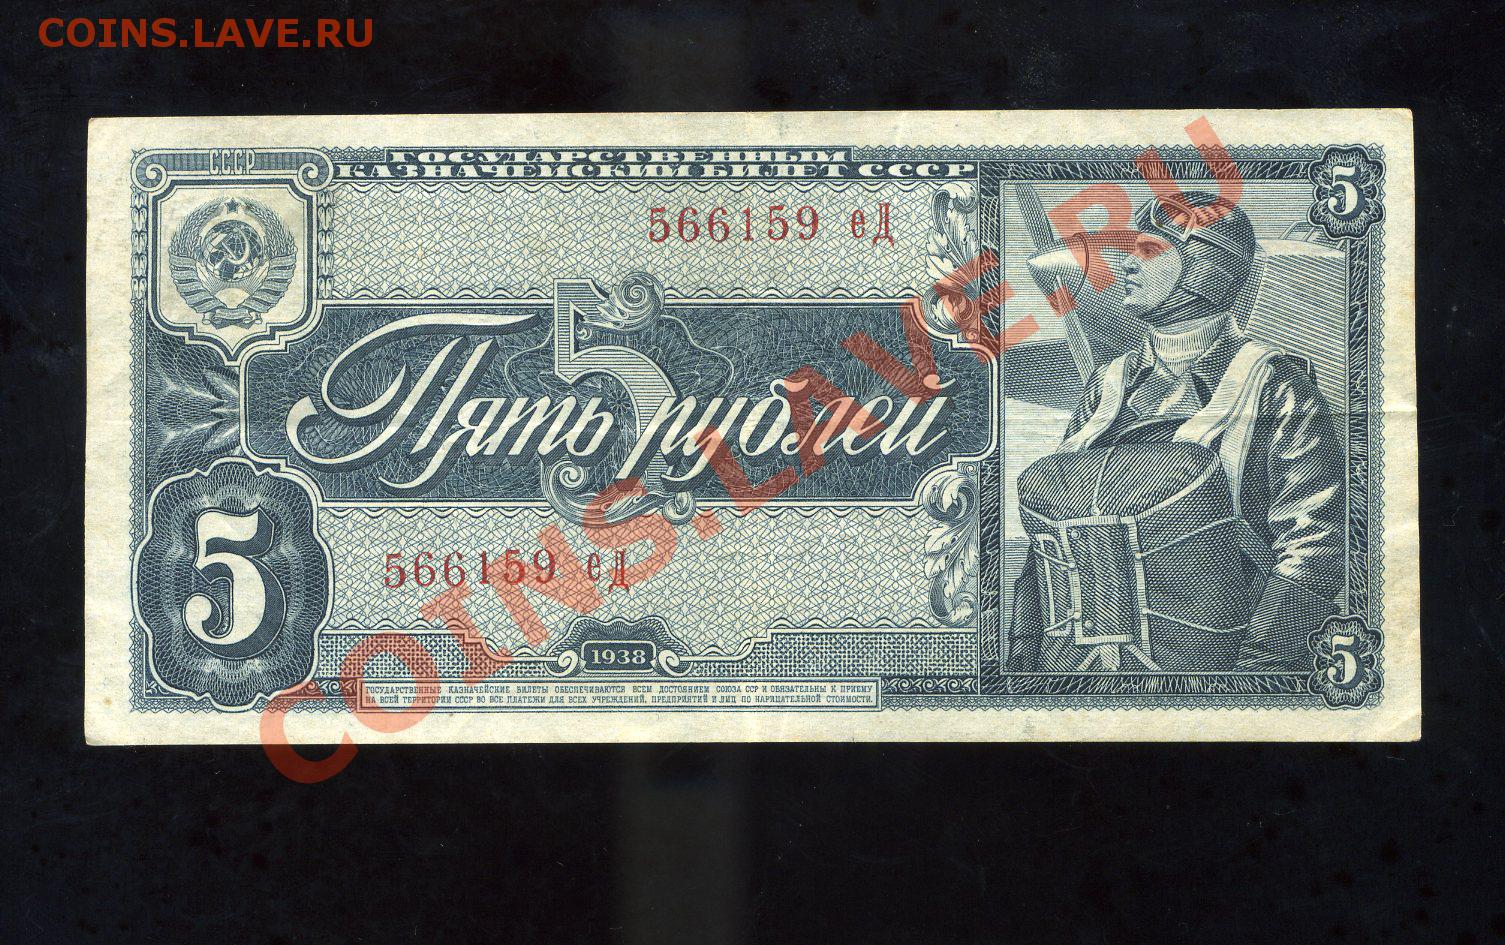 COINS.LAVE.RU
СССР
ГОСУДАРСТВЕННЫЙ
КАЗНАЧЕЙСКИЙ БИЛЕТ СССР
5
566159 еД
5
Пять рублей
566159 еД
5
1938
5
ГОСУДАРСТВЕННЫЕ КАЗНАЧЕЙСКИЕ БИЛЕТЫ ОБЕСПЕЧИВАЮТСЯ ВСЕМ ДОСТОЯНИЕМ СОЮЗА ССР И ОБЯЗАТЕЛЬНЫ К ПРИЕМУ
НА ВСЕЙ ТЕРРИТОРИИ СССР ВО ВСЕ ПЛАТЕЖИ ДЛЯ ВСЕХ УЧРЕЖДЕНИЙ, ПРЕДПРИЯТИЙ И ЛИЦ ПО НАРИЦАТЕЛЬНОЙ СТОИМОСТИ.
COINS.LAVE.RU